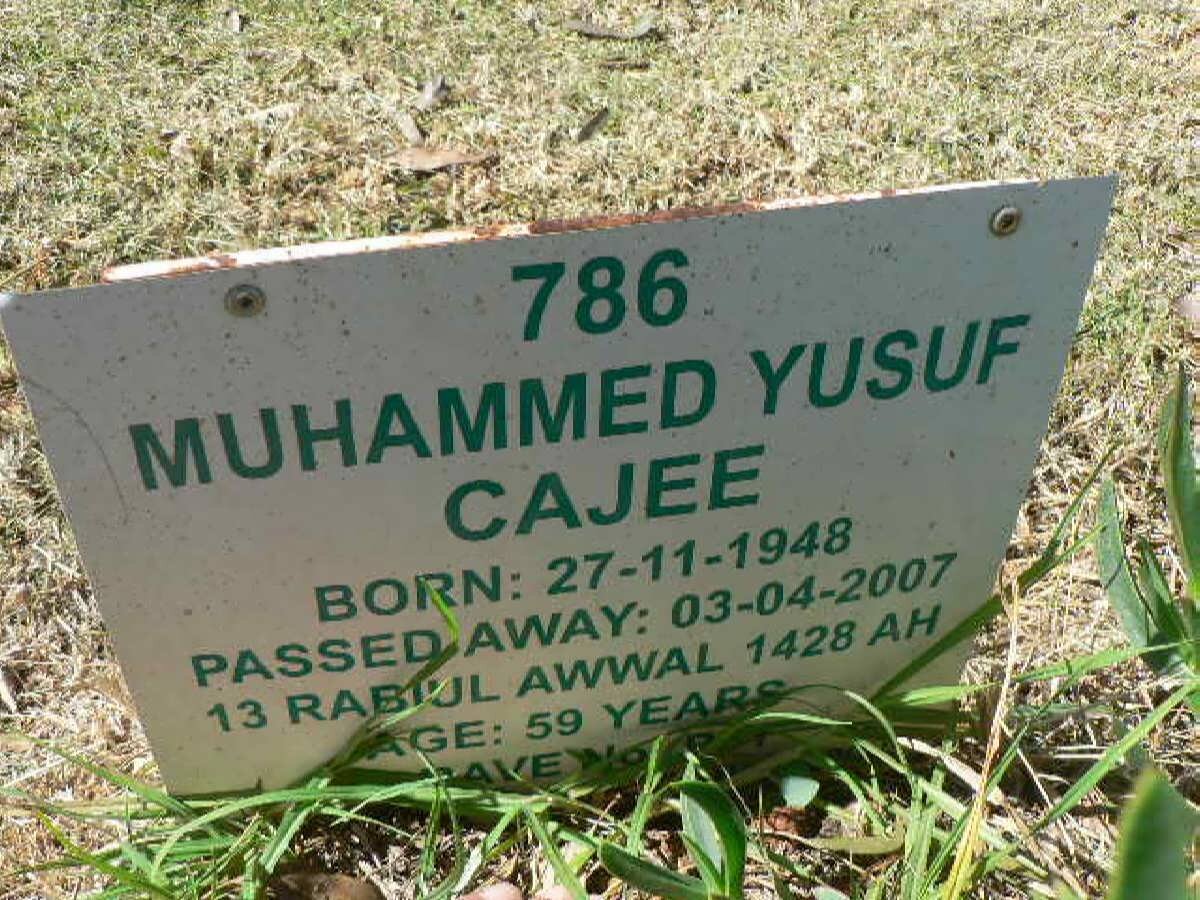 786
MUHAMMED YUSUF
CAJEE
BORN: 27-11-1948
PASSED AWAY: 03-04-2007
13 RABIUL AWWAL 1428 AH
AGE: 59 YEARS